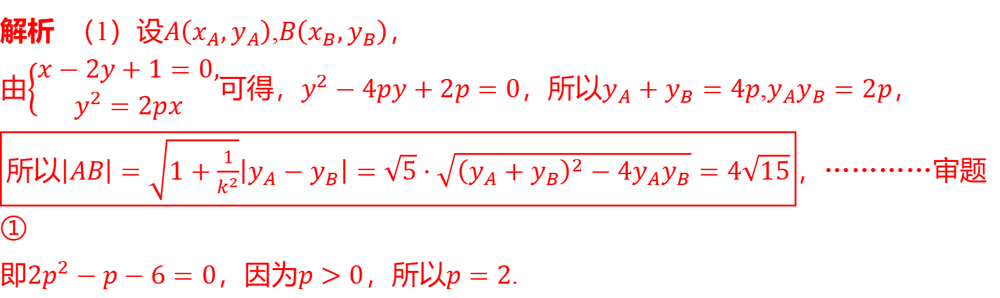 解析 （1）设$A(x_A,y_A)$,$B(x_B,y_B)$，
由$\begin{cases}x-2y+1=0,\\y^2=2px\end{cases}$可得，$y^2-4py+2p=0$，所以$y_A+y_B=4p$,$y_Ay_B=2p$，
所以$|AB|=\sqrt{1+\frac{1}{k^2}}|y_A-y_B|=\sqrt{5}\cdot\sqrt{(y_A+y_B)^2-4y_Ay_B}=4\sqrt{15}$，…………审题
①
即$2p^2-p-6=0$，因为$p>0$，所以$p=2$.